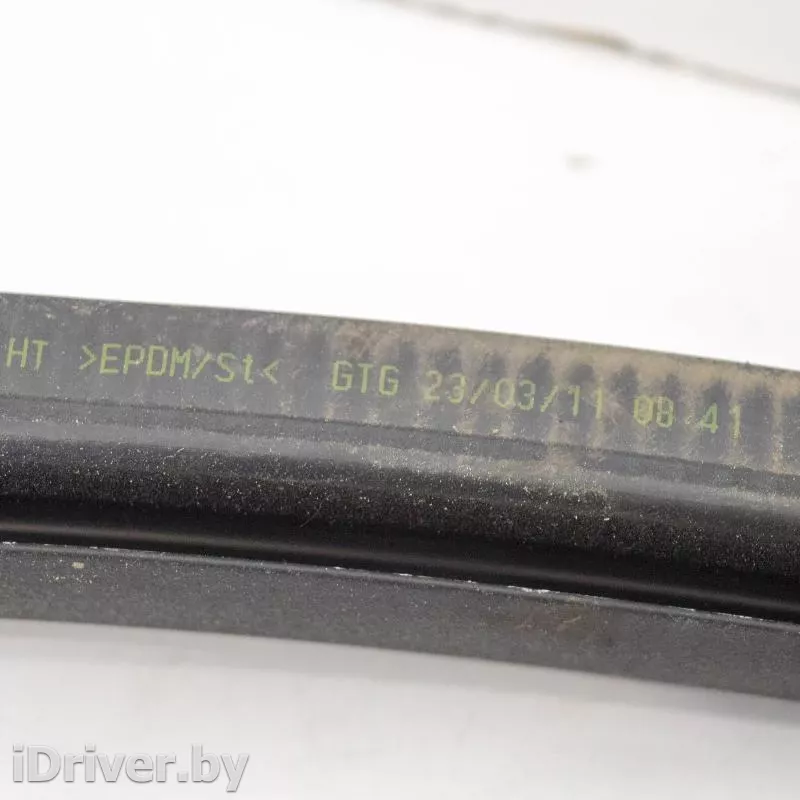 HT >EPDM/St< GTG 23/03/11 08 41
iDriver.by